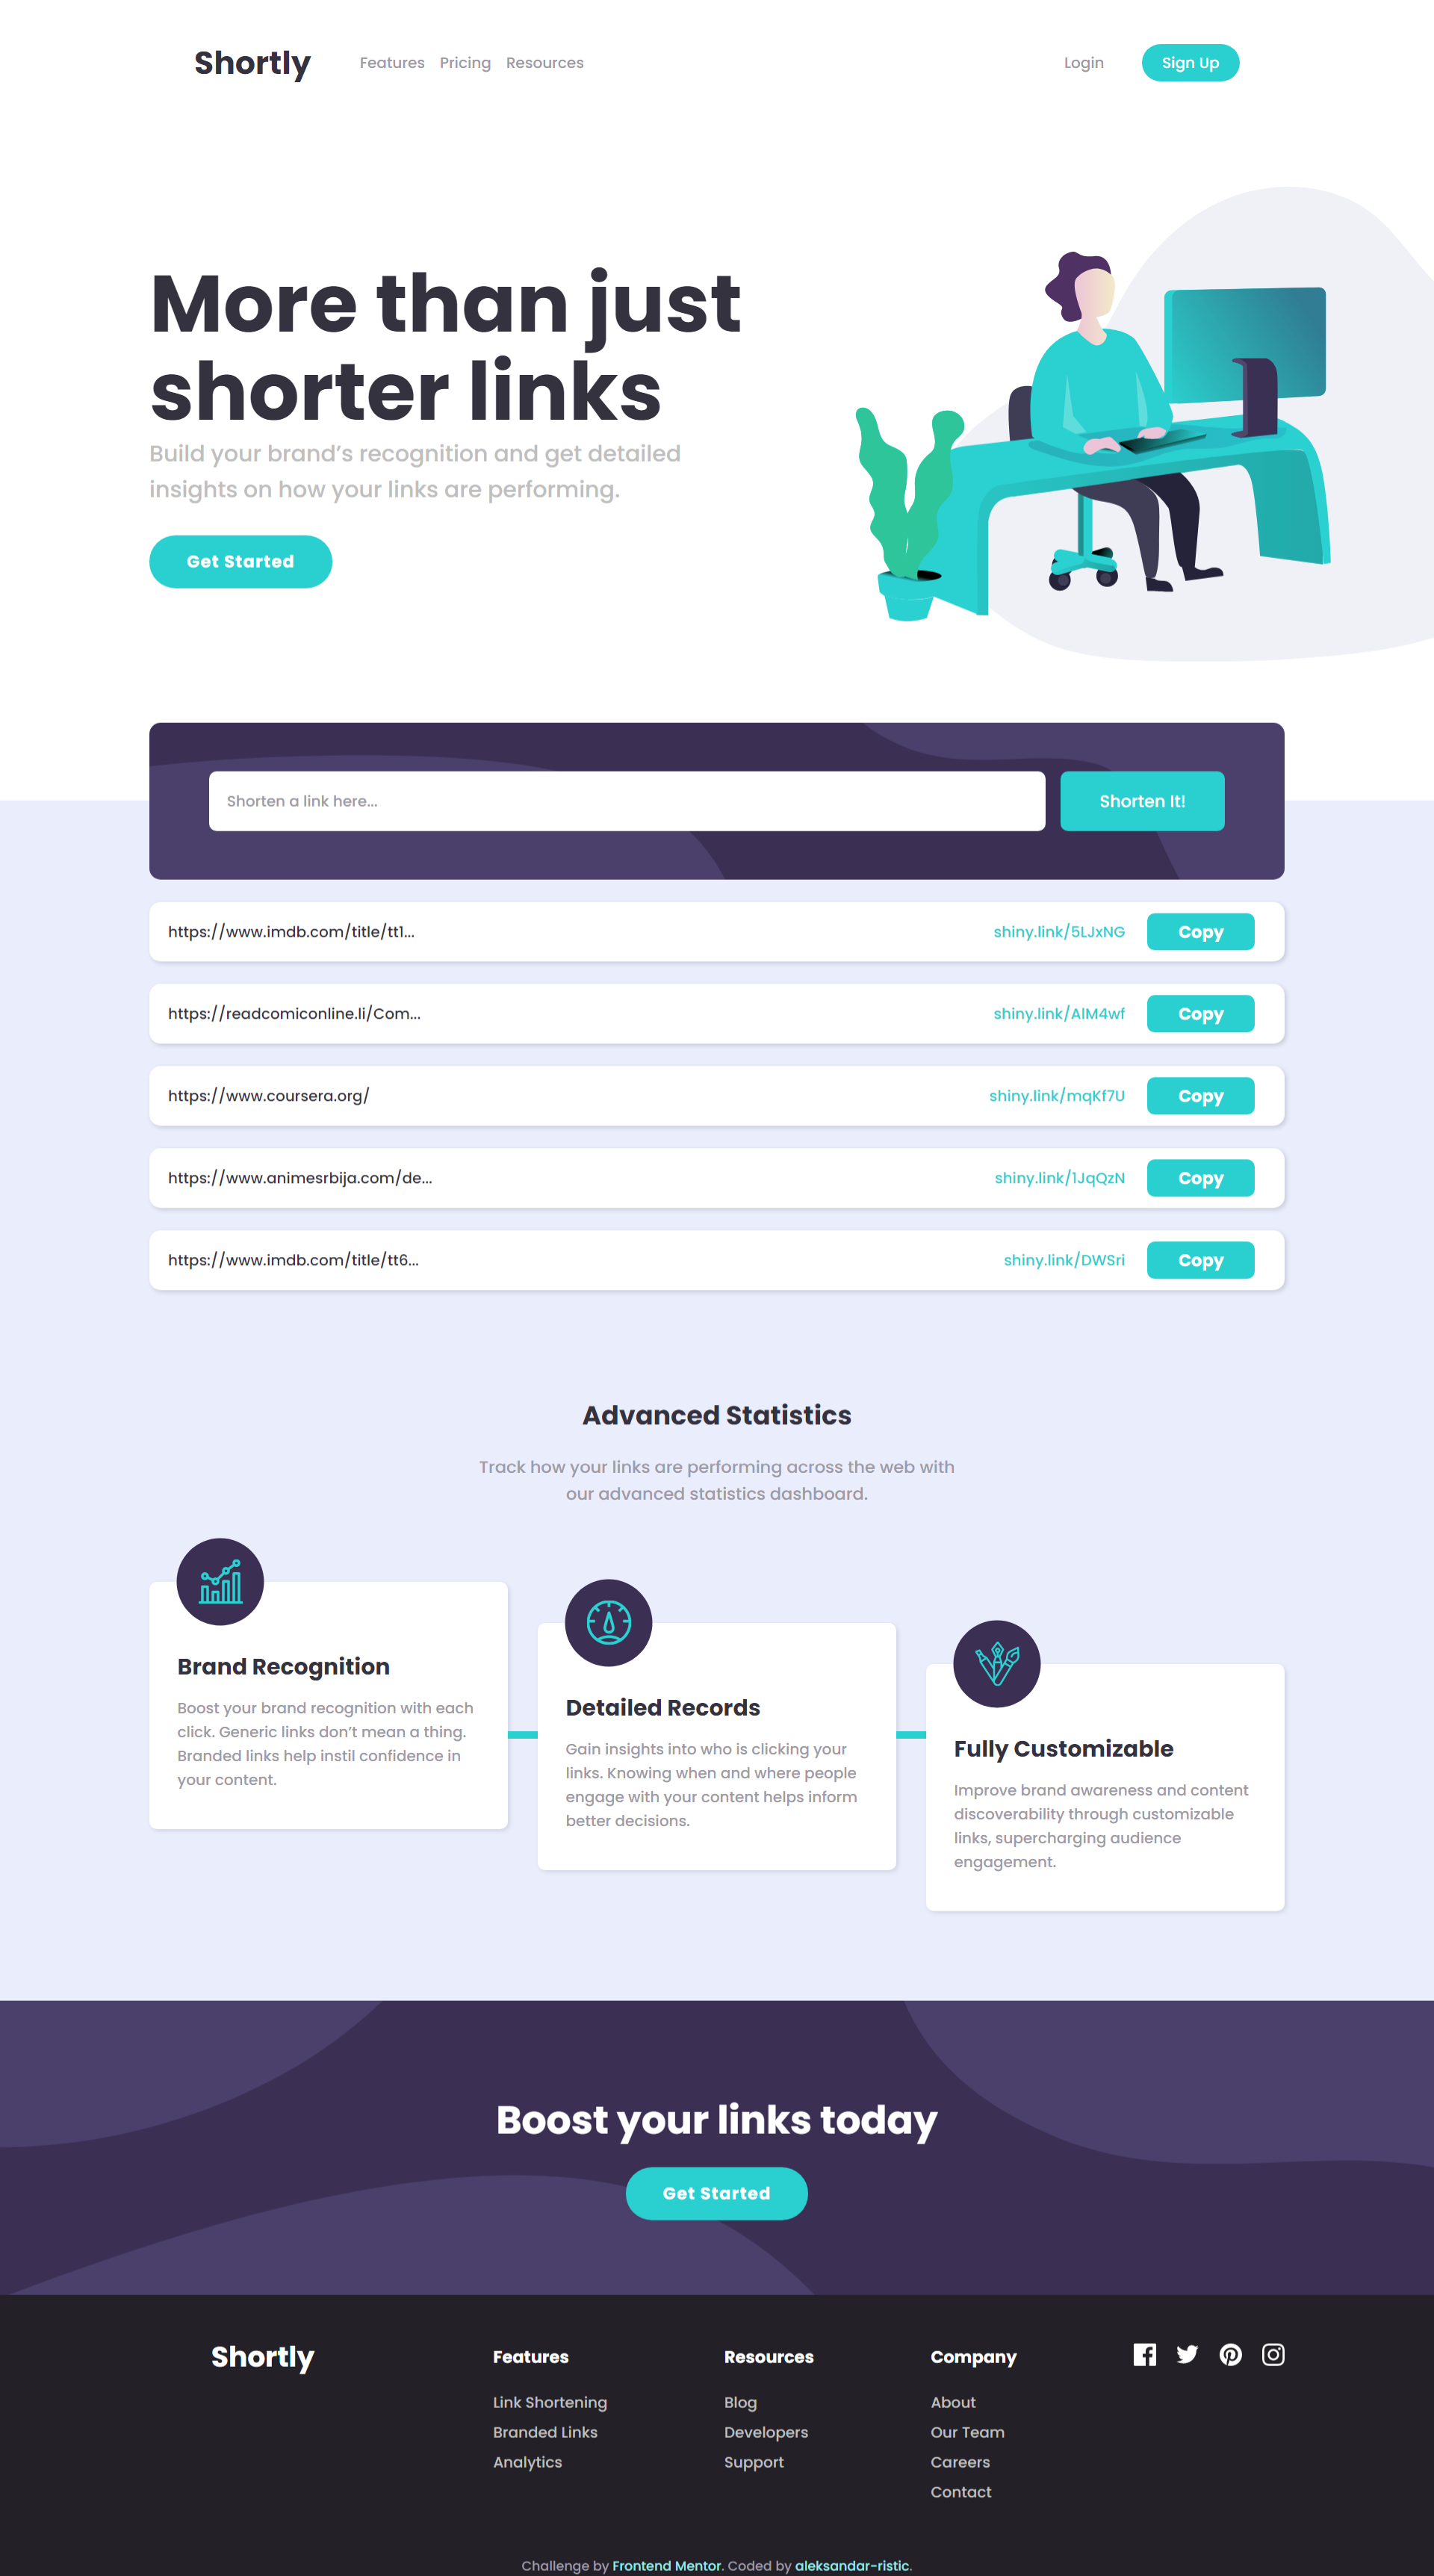 Shortly
Features Pricing Resources
Login
Sign Up
More than just
shorter links
Build your brand’s recognition and get detailed
insights on how your links are performing.
Get Started
Shorten a link here...
Shorten It!
https://www.imdb.com/title/tt1...
shiny.link/5LJxNG
Copy
https://readcomiconline.li/Com...
shiny.link/AlM4wf
Copy
https://www.coursera.org/
shiny.link/mqKf7U
Copy
https://www.animesrbija.com/de...
shiny.link/1JqQzN
Copy
https://www.imdb.com/title/tt6...
shiny.link/DWSri
Copy
Advanced Statistics
Track how your links are performing across the web with
our advanced statistics dashboard.
Brand Recognition
Boost your brand recognition with each
click. Generic links don’t mean a thing.
Branded links help instil confidence in
your content.
Detailed Records
Gain insights into who is clicking your
links. Knowing when and where people
engage with your content helps inform
better decisions.
Fully Customizable
Improve brand awareness and content
discoverability through customizable
links, supercharging audience
engagement.
Boost your links today
Get Started
Shortly
Features
Link Shortening
Branded Links
Analytics
Resources
Blog
Developers
Support
Company
About
Our Team
Careers
Contact
Challenge by Frontend Mentor. Coded by aleksandar-ristic.